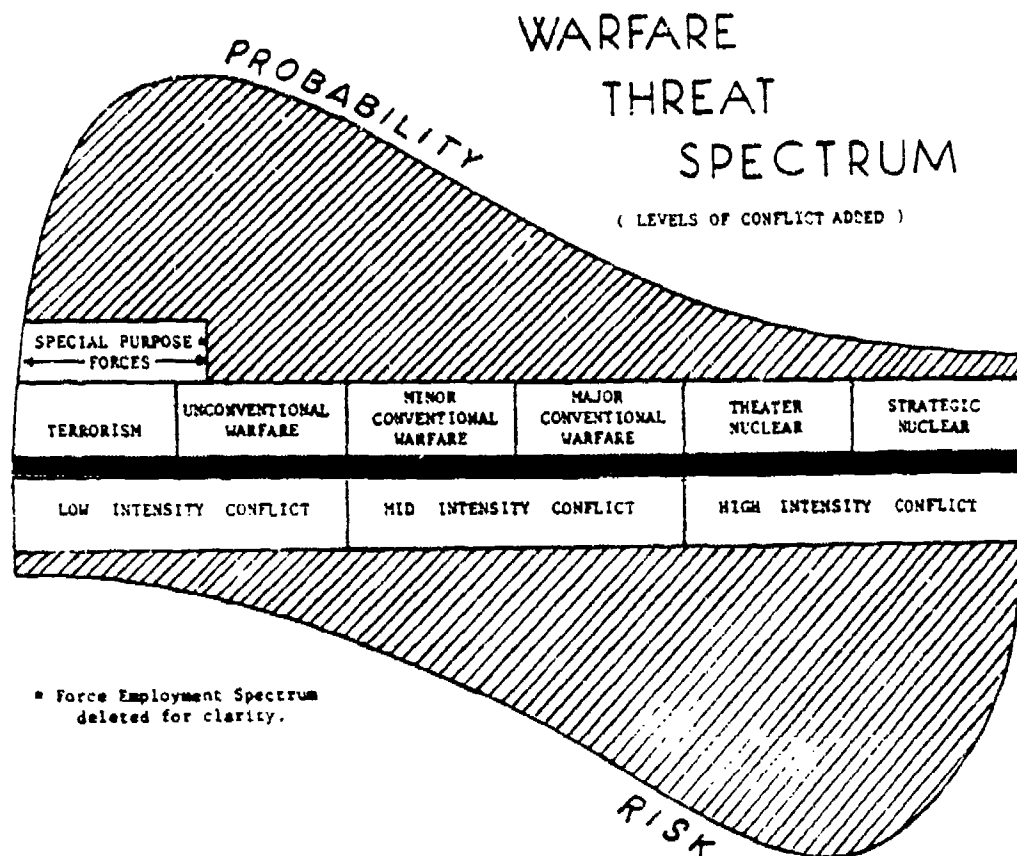 WARFARE
THREAT
SPECTRUM
( LEVELS OF CONFLICT ADDED )
PROBABILITY
SPECIAL PURPOSE *
FORCES
TERRORISM
UNCONVENTIONAL
WARFARE
MINOR
CONVENTIONAL
WARFARE
MAJOR
CONVENTIONAL
WARFARE
THEATER
NUCLEAR
STRATEGIC
NUCLEAR
LOW INTENSITY CONFLICT
MID INTENSITY CONFLICT
HIGH INTENSITY CONFLICT
* Force Employment Spectrum
deleted for clarity.
RISK